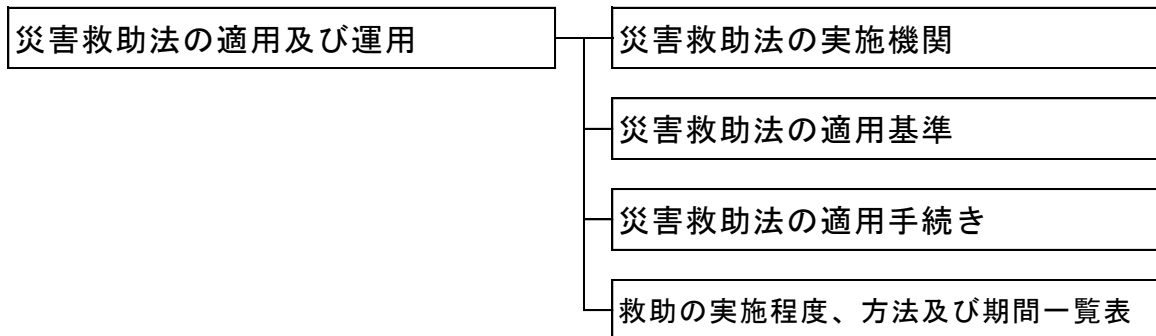 災害救助法の適用及び運用
災害救助法の実施機関
災害救助法の適用基準
災害救助法の適用手続き
救助の実施程度、方法及び期間一覧表